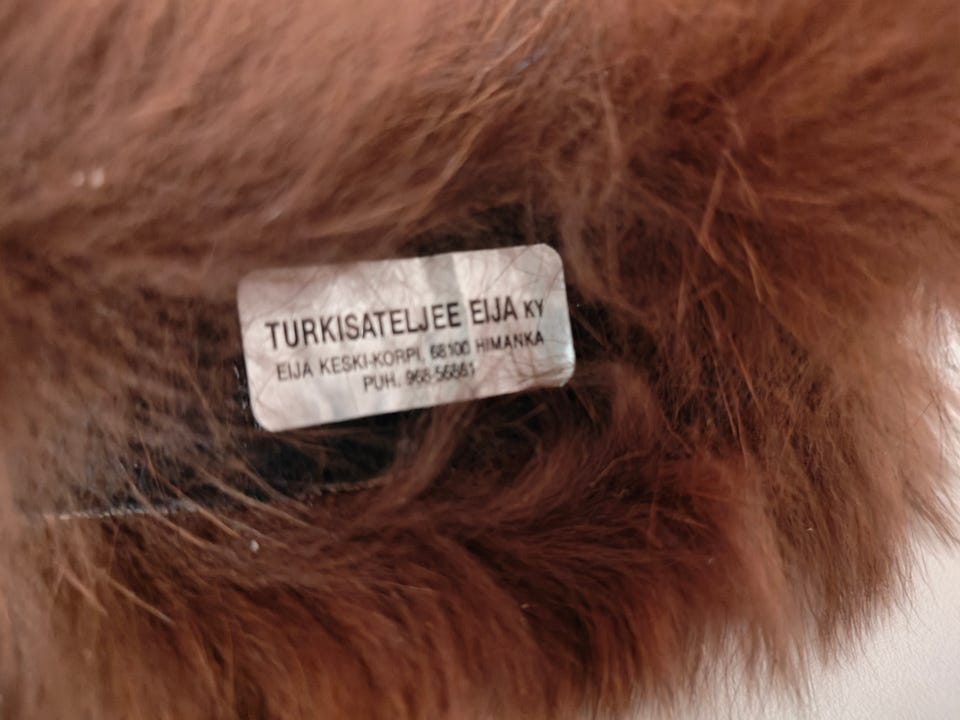 TURKISATELJEE EIJA KY
EIJA KESKI-KORPI, 68100 HIMANKA
PUH. 968-56861